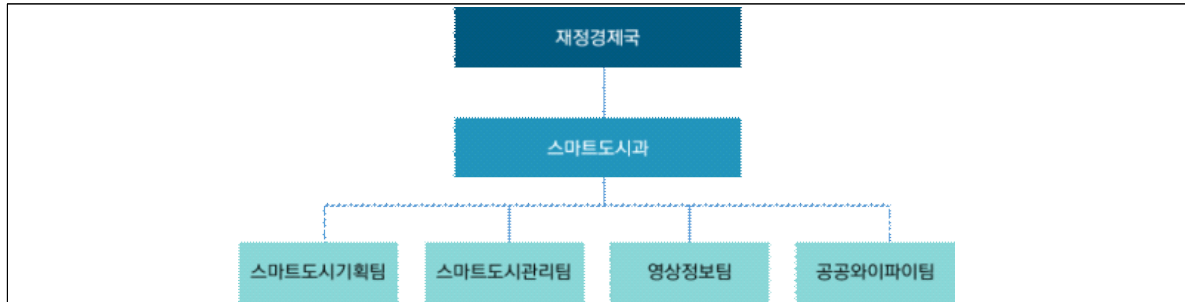 재정경제국
스마트도시과
스마트도시기획팀
스마트도시관리팀
영상정보팀
공공와이파이팀